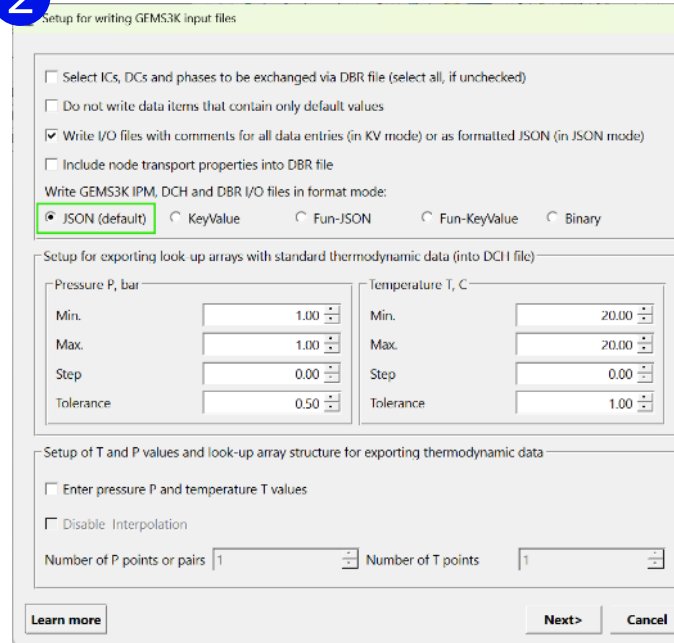 2
Setup for writing GEMS3K input files
Select ICs, DCs and phases to be exchanged via DBR file (select all, if unchecked)
Do not write data items that contain only default values
Write I/O files with comments for all data entries (in KV mode) or as formatted JSON (in JSON mode)
Include node transport properties into DBR file
Write GEMS3K IPM, DCH and DBR I/O files in format mode:
JSON (default) KeyValue Fun-JSON Fun-KeyValue Binary
Setup for exporting look-up arrays with standard thermodynamic data (into DCH file)
Pressure P, bar Temperature T, C
Min. 1.00 Min. 20.00
Max. 1.00 Max. 20.00
Step 0.00 Step 0.00
Tolerance 0.50 Tolerance 1.00
Setup of T and P values and look-up array structure for exporting thermodynamic data
Enter pressure P and temperature T values
Disable Interpolation
Number of P points or pairs 1 Number of T points 1
Learn more Next> Cancel